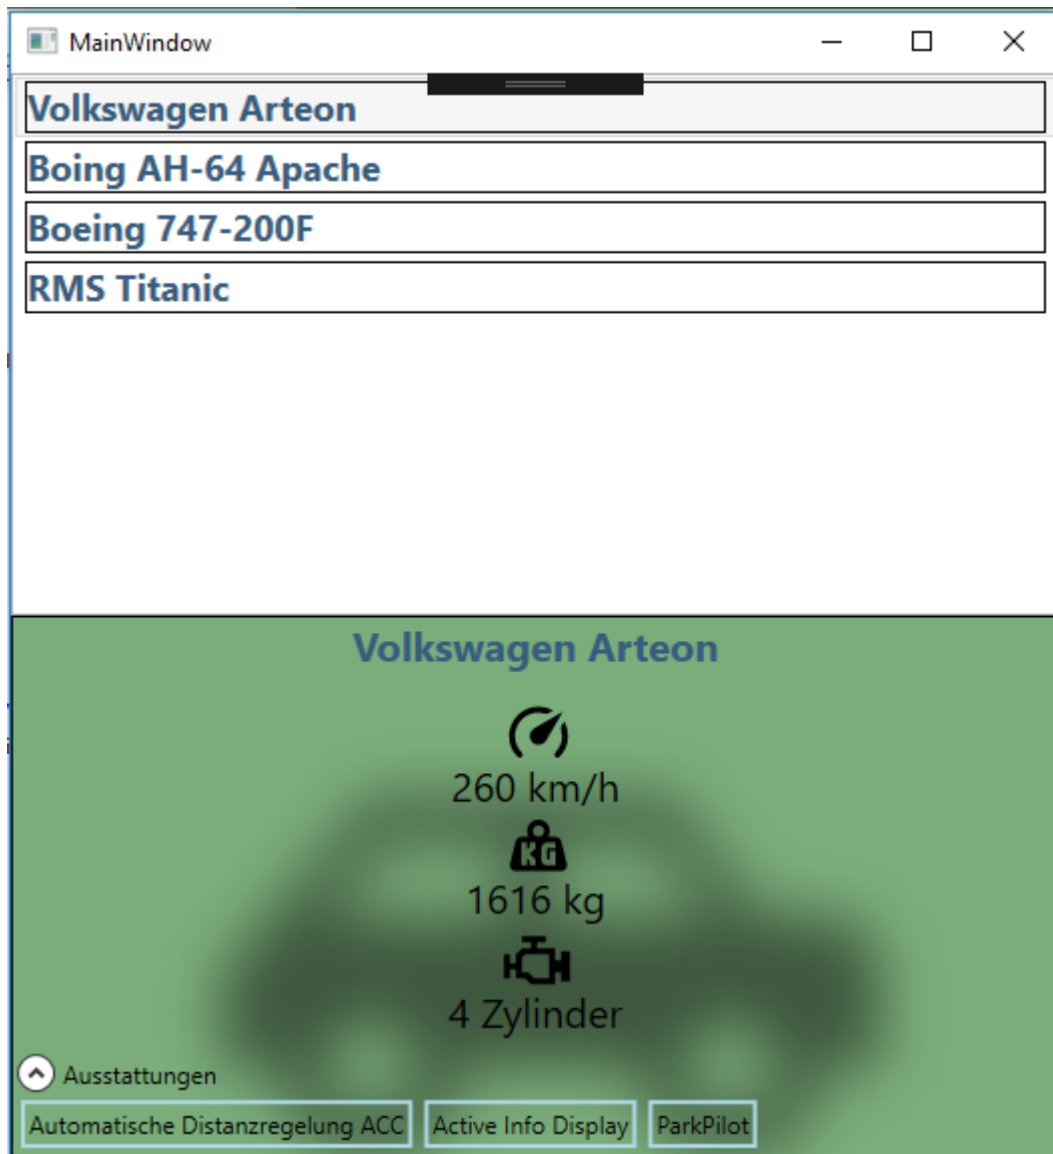 MainWindow
Volkswagen Arteon
Boing AH-64 Apache
Boeing 747-200F
RMS Titanic
Volkswagen Arteon
260 km/h
KG
1616 kg
4 Zylinder
Ausstattungen
Automatische Distanzregelung ACC Active Info Display ParkPilot